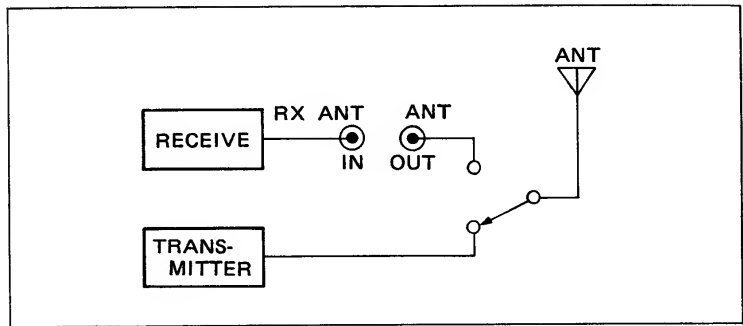 ANT
RX ANT ANT
RECEIVE
IN OUT
TRANS-
MITTER